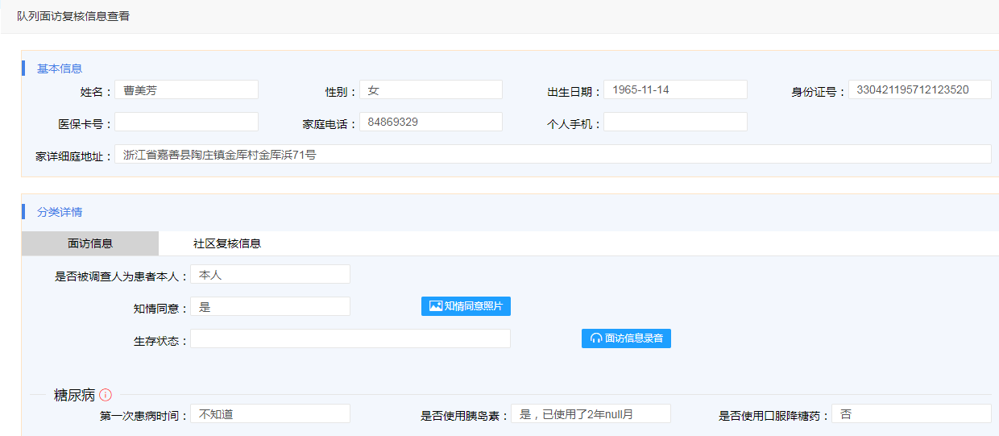 队列面访复核信息查看
基本信息
姓名： 曹美芳 性别： 女 出生日期： 1965-11-14 身份证号： 330421195712123520
医保卡号： 家庭电话： 84869329 个人手机：
家详细庭地址： 浙江省嘉善县陶庄镇金厍村金厍浜71号
分类详情
面访信息 社区复核信息
是否被调查人为患者本人： 本人
知情同意： 是 知情同意照片
生存状态： 面访信息录音
糖尿病
第一次患病时间： 不知道 是否使用胰岛素： 是，已使用了2年null月 是否使用口服降糖药： 否